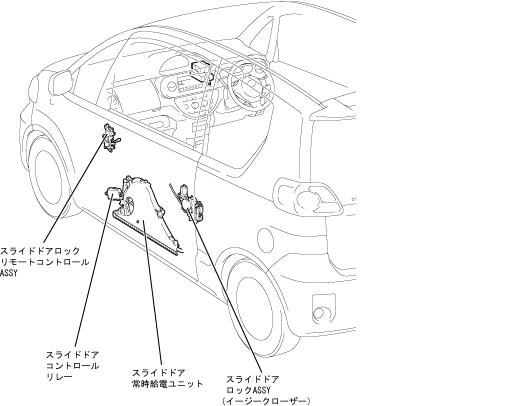 スライドドアロック
リモートコントロール
ASSY
スライドドア
コントロール
リレー
スライドドア
常時給電ユニット
スライドドア
ロックASSY
（イージークローザー）